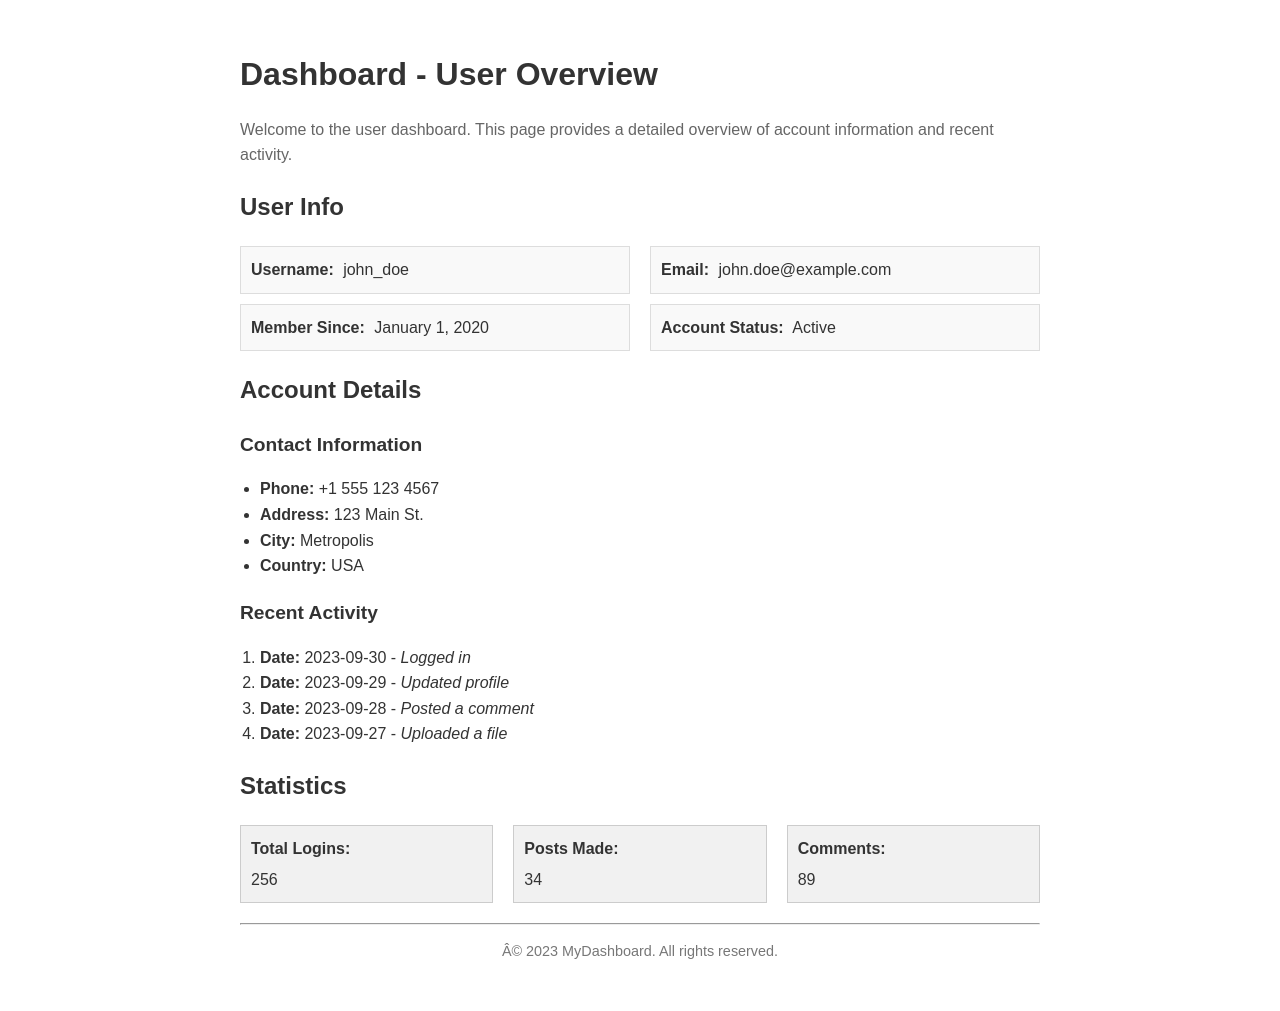 Dashboard - User Overview
Welcome to the user dashboard. This page provides a detailed overview of account information and recent
activity.
User Info
Username: john_doe
Email: john.doe@example.com
Member Since: January 1, 2020
Account Status: Active
Account Details
Contact Information
• Phone: +1 555 123 4567
• Address: 123 Main St.
• City: Metropolis
• Country: USA
Recent Activity
1. Date: 2023-09-30 - Logged in
2. Date: 2023-09-29 - Updated profile
3. Date: 2023-09-28 - Posted a comment
4. Date: 2023-09-27 - Uploaded a file
Statistics
Total Logins:
256
Posts Made:
34
Comments:
89
Â© 2023 MyDashboard. All rights reserved.